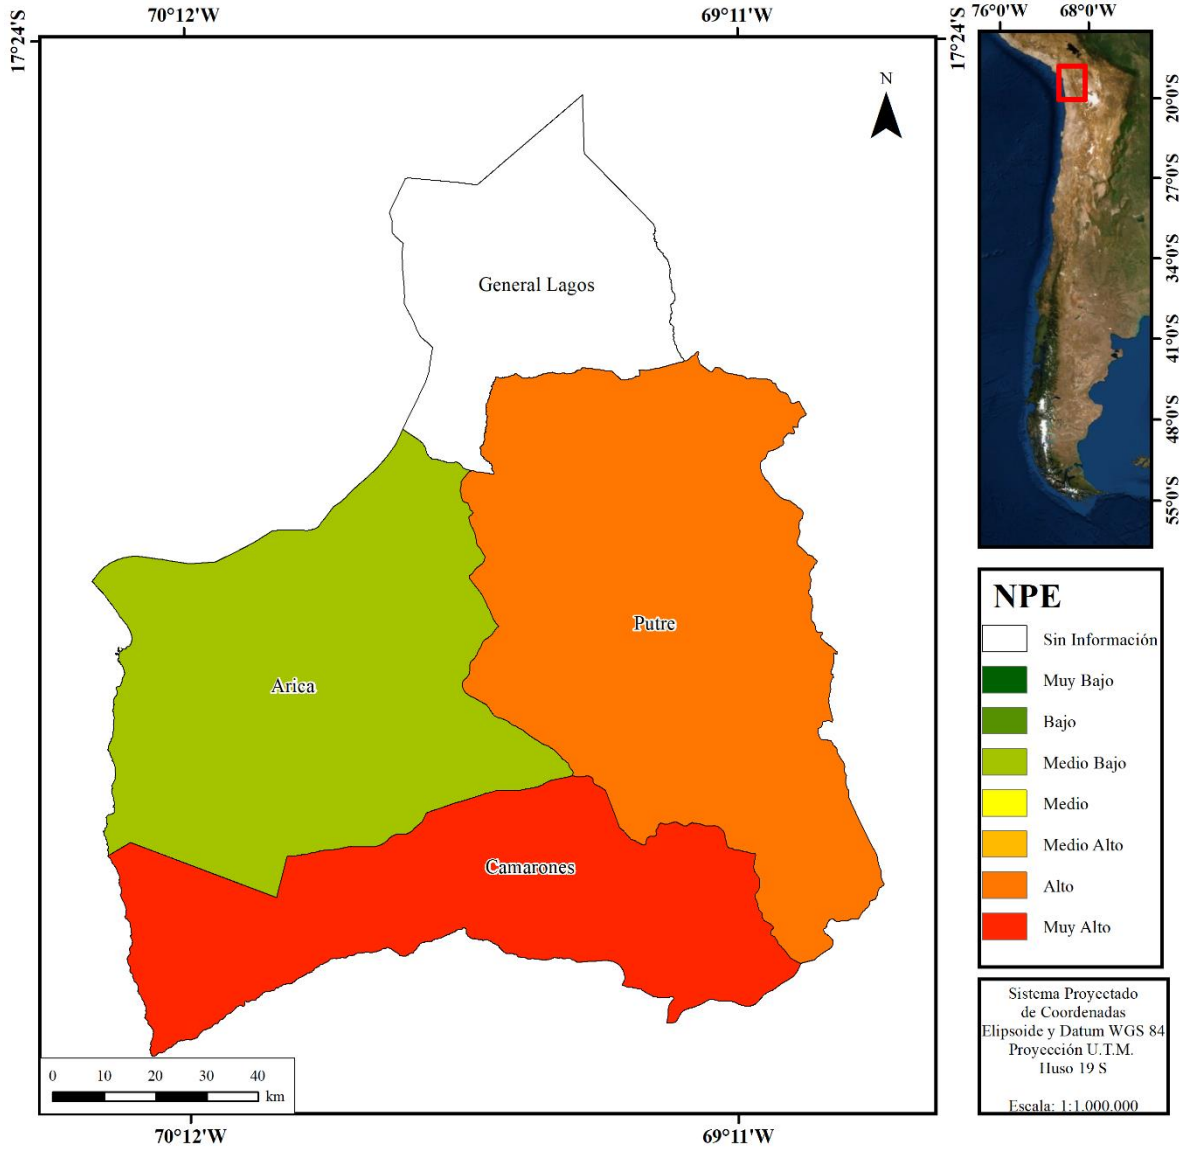 70°12'W
69°11'W
76°0'W
68°0'W
17°24'S
17°24'S
N
General Lagos
Putre
Arica
Camarones
20°0'S
27°0'S
34°0'S
41°0'S
48°0'S
55°0'S
NPE
Sin Información
Muy Bajo
Bajo
Medio Bajo
Medio
Medio Alto
Alto
Muy Alto
Sistema Proyectado
de Coordenadas
Elipsoide y Datum WGS 84
Proyección U.T.M.
Huso 19 S
Escala: 1:1.000.000
0 10 20 30 40
km
70°12'W
69°11'W